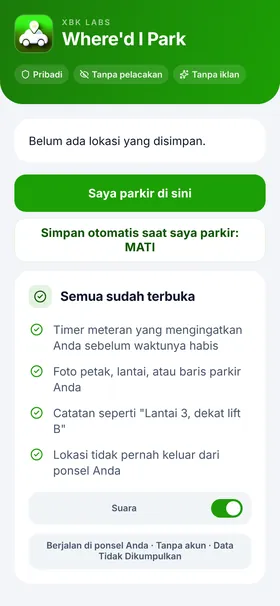 XBK LABS
Where'd I Park
Pribadi
Tanpa pelacakan
Tanpa iklan
Belum ada lokasi yang disimpan.
Saya parkir di sini
Simpan otomatis saat saya parkir:
MATI
Semua sudah terbuka
Timer meteran yang mengingatkan
Anda sebelum waktunya habis
Foto petak, lantai, atau baris parkir
Anda
Catatan seperti "Lantai 3, dekat lift
B"
Lokasi tidak pernah keluar dari
ponsel Anda
Suara
Berjalan di ponsel Anda · Tanpa akun · Data
Tidak Dikumpulkan